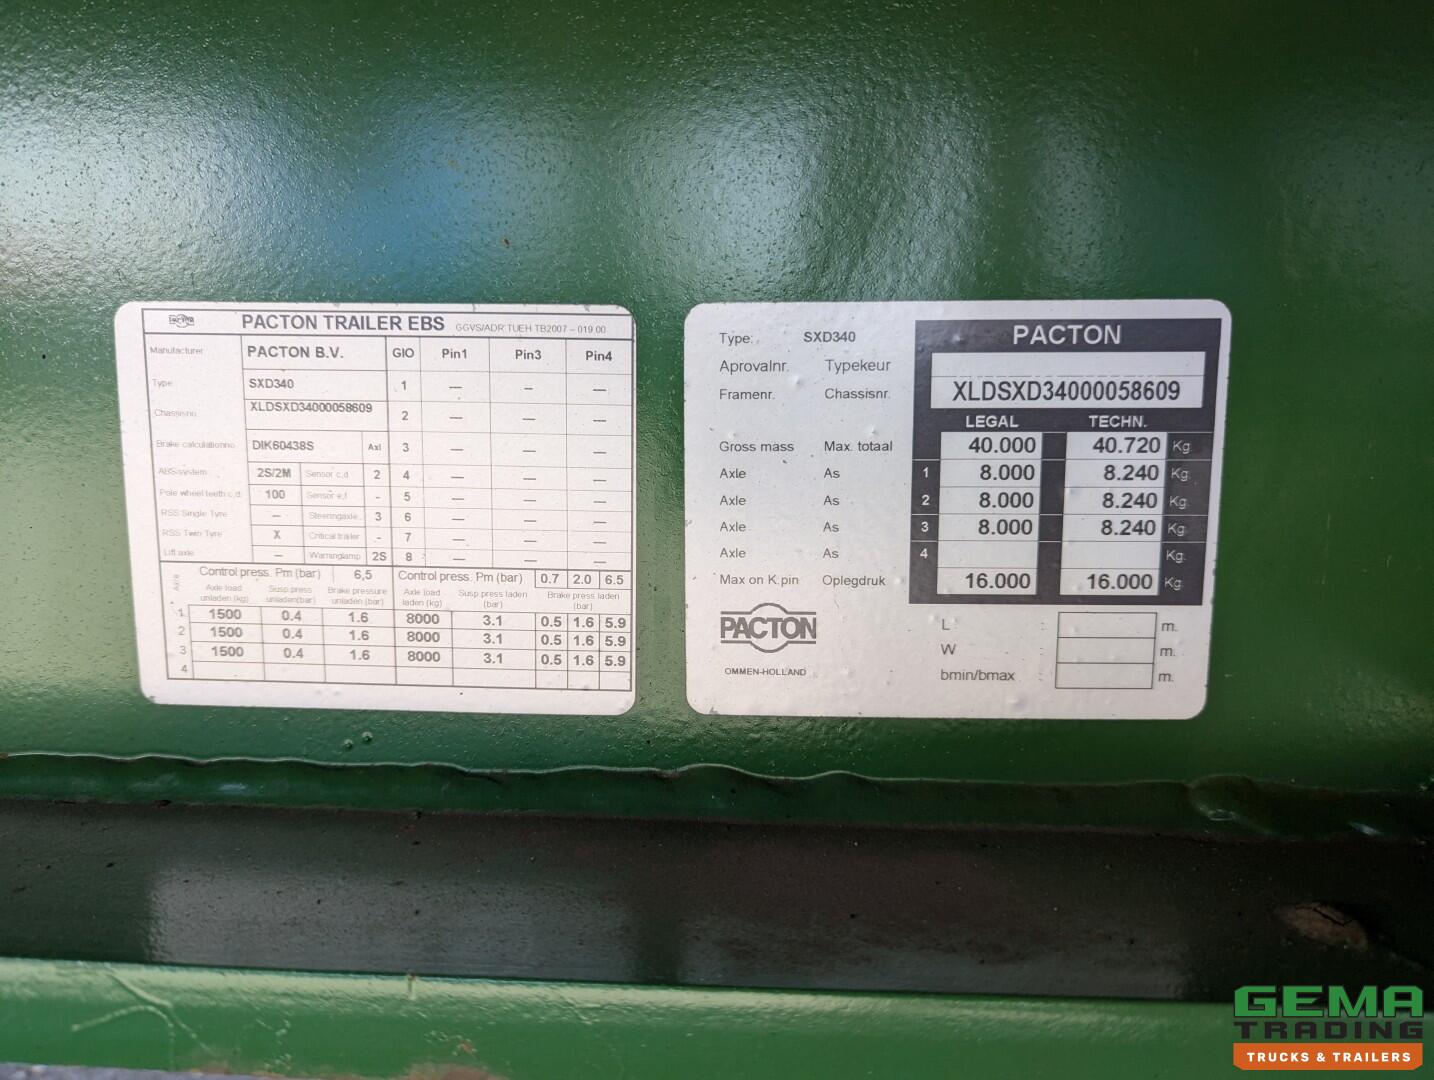 PACTON TRAILER EBS GGVS/ADR TUEH TB2007 – 019.00
Manufacturer PACTON B.V. GIO Pin1 Pin3 Pin4
Type SXD340 1 — — —
Chassisno. XLDSXD34000058609 2 — — —
Brake calculationno. DIK60438S Axl 3 — — —
ABS-system 2S/2M Sensor c,d 2 4 — — —
Pole wheel teeth c,d 100 Sensor e,f - 5 — — —
RSS Single Tyre — Steeringaxle 3 6 — — —
RSS Twin Tyre X Critical trailer - 7 — — —
Lift axle — Warninglamp 2S 8 — — —
Control press. Pm (bar) 6,5 Control press. Pm (bar) 0.7 2.0 6.5
Axle Axle load unladen (kg) Susp.press unladen(bar) Brake pressure unladen (bar) Axle load laden (kg) Susp press laden (bar) Brake press laden (bar)
1 1500 0.4 1.6 8000 3.1 0.5 1.6 5.9
2 1500 0.4 1.6 8000 3.1 0.5 1.6 5.9
3 1500 0.4 1.6 8000 3.1 0.5 1.6 5.9
4
Type: SXD340 PACTON
Aprovalnr. Typekeur
Framenr. Chassisnr. XLDSXD34000058609
LEGAL TECHN.
Gross mass Max. totaal 40.000 40.720 Kg
Axle As 1 8.000 8.240 Kg
Axle As 2 8.000 8.240 Kg
Axle As 3 8.000 8.240 Kg
Axle As 4 Kg
Max on K.pin Oplegdruk 16.000 16.000 Kg
PACTON
OMMEN-HOLLAND
L : m.
W : m.
bmin/bmax : m.
GEMA
TRADING
TRUCKS & TRAILERS